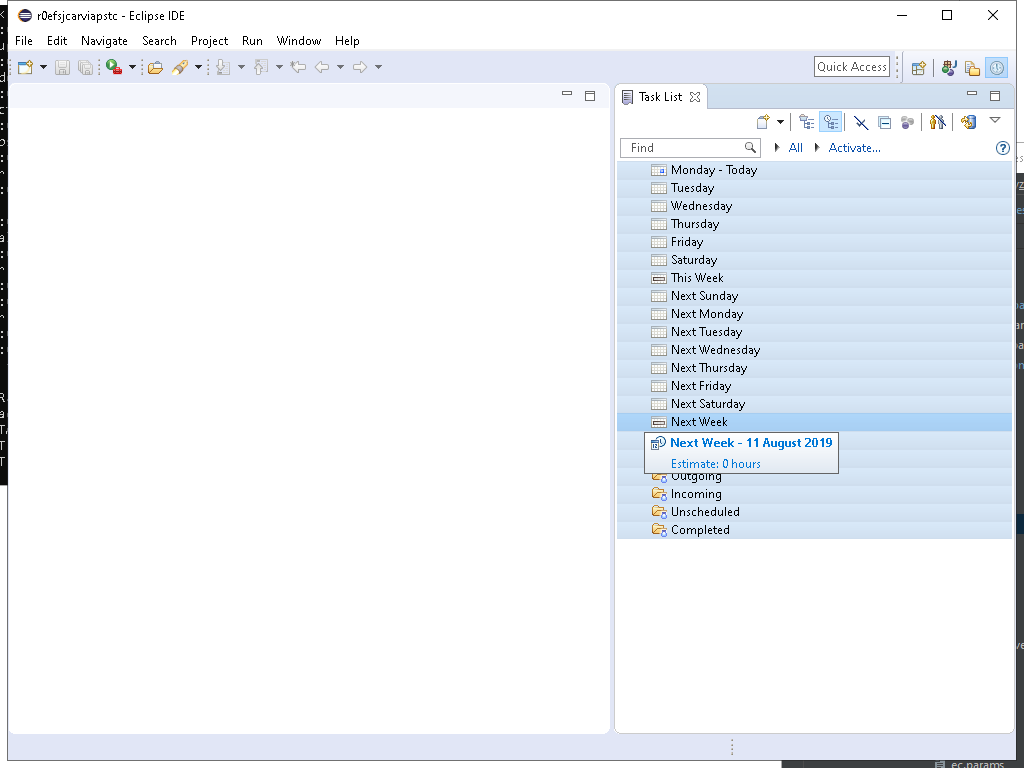 r0efsjcarviapstc - Eclipse IDE
File Edit Navigate Search Project Run Window Help
Quick Access
Task List
Find All Activate...
Monday - Today
Tuesday
Wednesday
Thursday
Friday
Saturday
This Week
Next Sunday
Next Monday
Next Tuesday
Next Wednesday
Next Thursday
Next Friday
Next Saturday
Next Week
Next Week - 11 August 2019
Estimate: 0 hours
Outgoing
Incoming
Unscheduled
Completed
ec.params